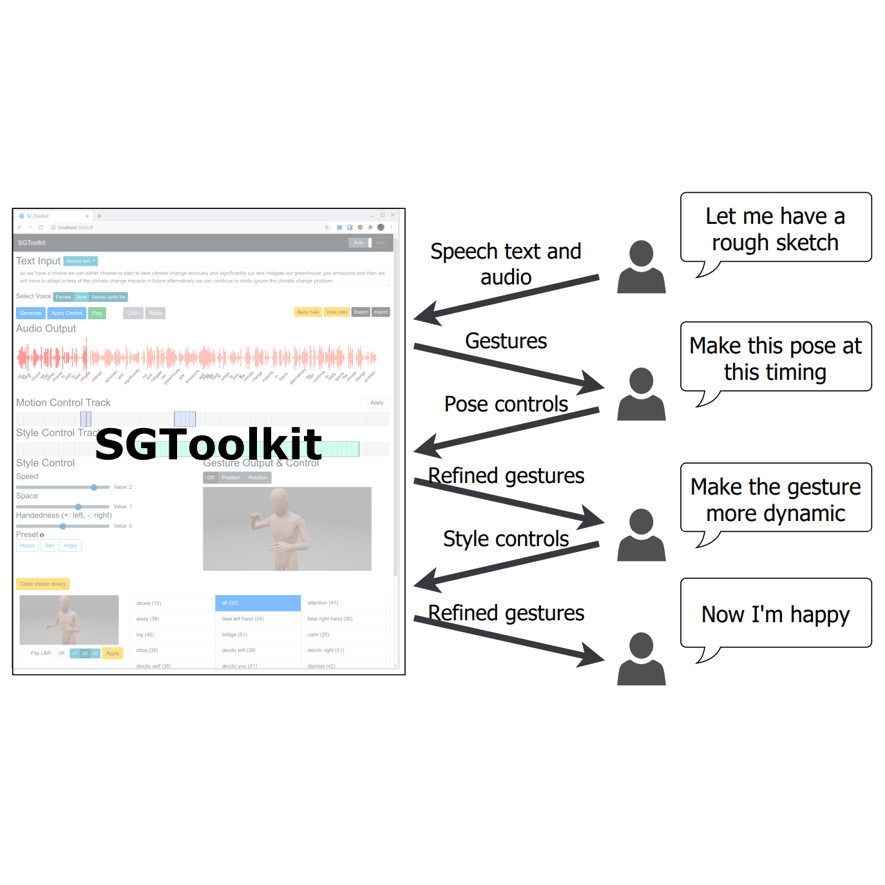 SG Toolkit
localhost
SGToolkit
Text Input
so we have a choice we can either choose to start to take climate change seriously and significantly cut and mitigate our greenhouse gas emissions and then we
will have to adapt to less of the climate change impacts in future alternatively we can continue to really ignore the climate change problem
Select Voice Female Upload audio file
Generate Apply Control Play Undo Redo Apply rules View rules Export Import
Audio Output
Motion Control Track Apply
Style Control Track
SGToolkit
Style Control Gesture Output & Control
Speed Off Position Rotation
Value: 2
Space
Value: 1
Handedness (+: left, -: right)
Value: 0
Preset
Happy Sad Angry
Close motion library
above (15) all (32) attention (41)
away (39) beat left hand (24) beat right hand (30)
big (45) bridge (51) calm (25)
chop (39) deictic left (39) deictic right (51)
deictic self (36) deictic you (21) dismiss (42)
Flip L&R Off x1 x2 x3 Apply
Speech text and
audio
Gestures
Pose controls
Refined gestures
Style controls
Refined gestures
Let me have a
rough sketch
Make this pose at
this timing
Make the gesture
more dynamic
Now I'm happy